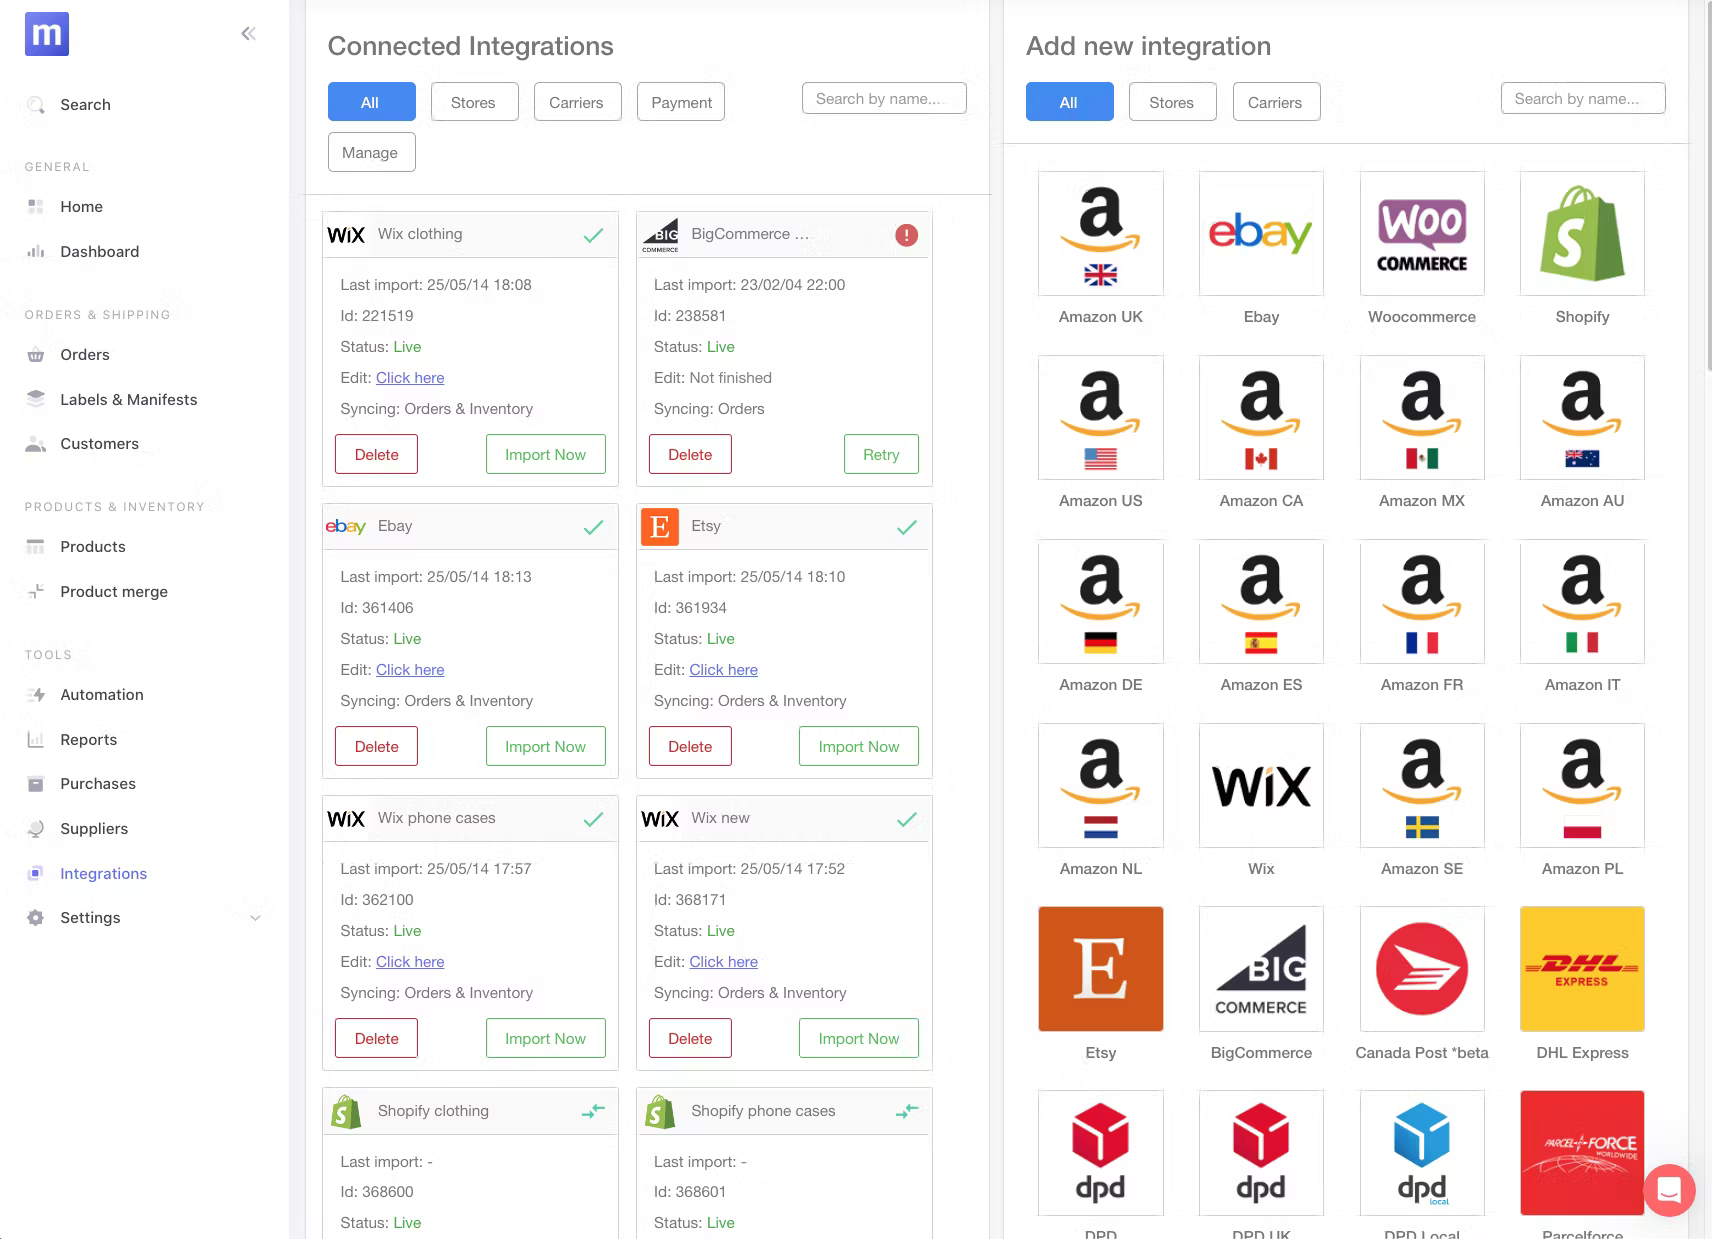 m
Search
GENERAL
Home
Dashboard
ORDERS & SHIPPING
Orders
Labels & Manifests
Customers
PRODUCTS & INVENTORY
Products
Product merge
TOOLS
Automation
Reports
Purchases
Suppliers
Integrations
Settings
Connected Integrations
All
Stores
Carriers
Payment
Search by name....
Manage
WiX Wix clothing
Last import: 25/05/14 18:08
Id: 221519
Status: Live
Edit: Click here
Syncing: Orders & Inventory
Delete
Import Now
BIG COMMERCE BigCommerce ...
Last import: 23/02/04 22:00
Id: 238581
Status: Live
Edit: Not finished
Syncing: Orders
Delete
Retry
ebay Ebay
Last import: 25/05/14 18:13
Id: 361406
Status: Live
Edit: Click here
Syncing: Orders & Inventory
Delete
Import Now
E Etsy
Last import: 25/05/14 18:10
Id: 361934
Status: Live
Edit: Click here
Syncing: Orders & Inventory
Delete
Import Now
WiX Wix phone cases
Last import: 25/05/14 17:57
Id: 362100
Status: Live
Edit: Click here
Syncing: Orders & Inventory
Delete
Import Now
WiX Wix new
Last import: 25/05/14 17:52
Id: 368171
Status: Live
Edit: Click here
Syncing: Orders & Inventory
Delete
Import Now
S Shopify clothing
Last import: -
Id: 368600
Status: Live
S Shopify phone cases
Last import: -
Id: 368601
Status: Live
Add new integration
All
Stores
Carriers
Search by name...
a
Amazon UK
ebay
Ebay
WOO
COMMERCE
Woocommerce
S
Shopify
a
Amazon US
a
Amazon CA
a
Amazon MX
a
Amazon AU
a
Amazon DE
a
Amazon ES
a
Amazon FR
a
Amazon IT
a
Amazon NL
WiX
Wix
a
Amazon SE
a
Amazon PL
E
Etsy
BIG
COMMERCE
BigCommerce
Canada Post *beta
DHL
EXPRESS
DHL Express
dpd
DPD
dpd
DPD UK
dpd
local
DPD Local
PARCEL FORCE
WORLDWIDE
Parcelforce